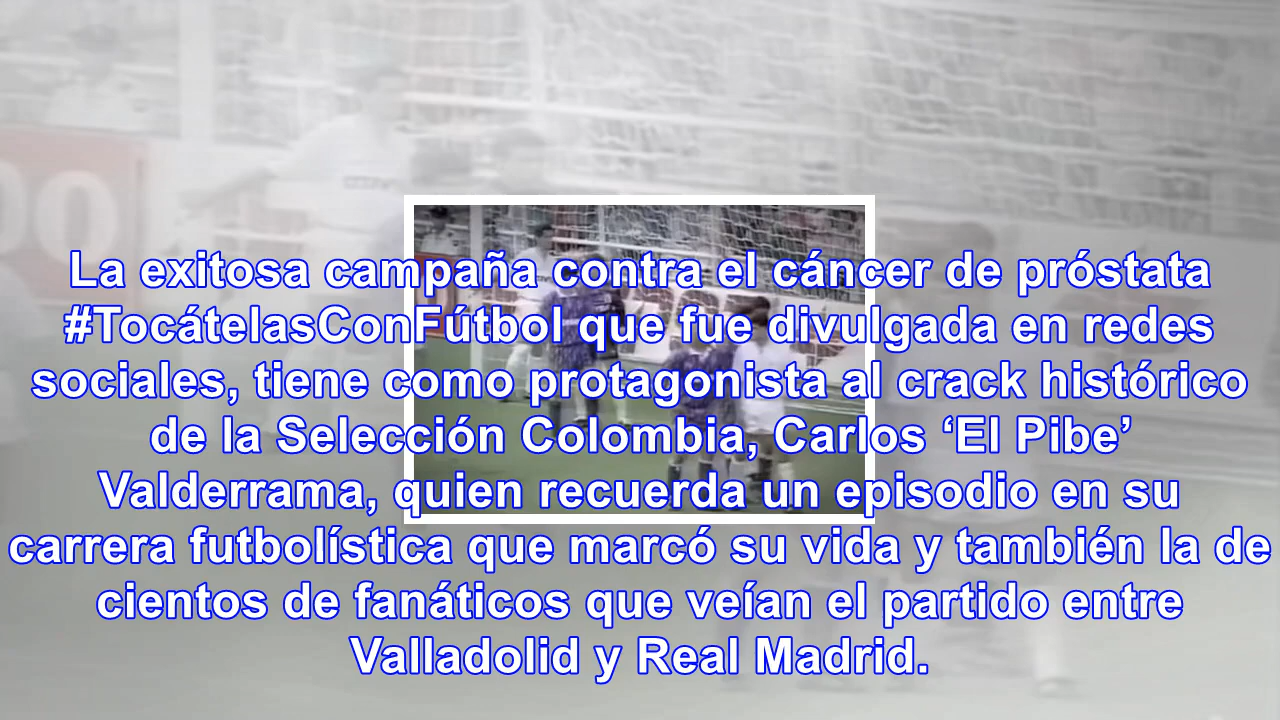 La exitosa campaña contra el cáncer de próstata
#TocátelasConFútbol que fue divulgada en redes
sociales, tiene como protagonista al crack histórico
de la Selección Colombia, Carlos ‘El Pibe’
Valderrama, quien recuerda un episodio en su
carrera futbolística que marcó su vida y también la de
cientos de fanáticos que veían el partido entre
Valladolid y Real Madrid.